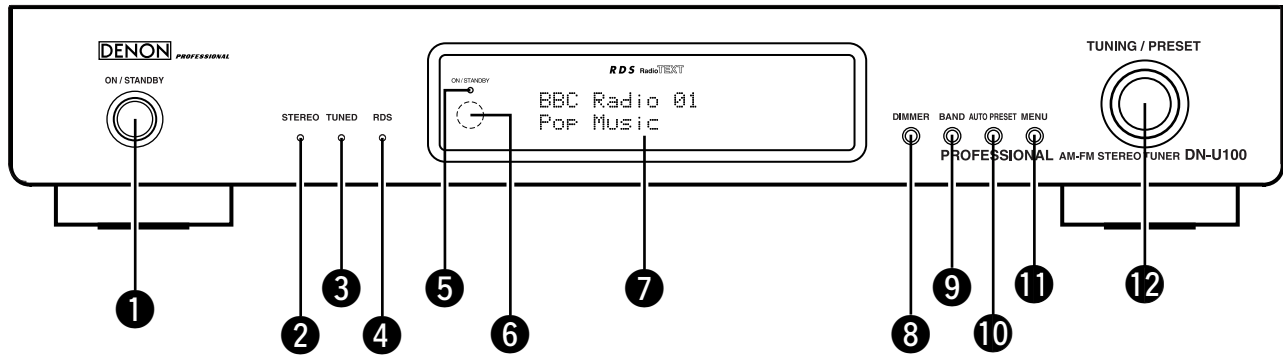 DENON PROFESSIONAL
ON / STANDBY
STEREO TUNED RDS
ON / STANDBY
RDS RadioTEXT
BBC Radio 01
Pop Music
DIMMER BAND AUTO PRESET MENU
TUNING / PRESET
PROFESSIONAL AM-FM STEREO TUNER DN-U100
1
2
3
4
5
6
7
8
9
10
11
12